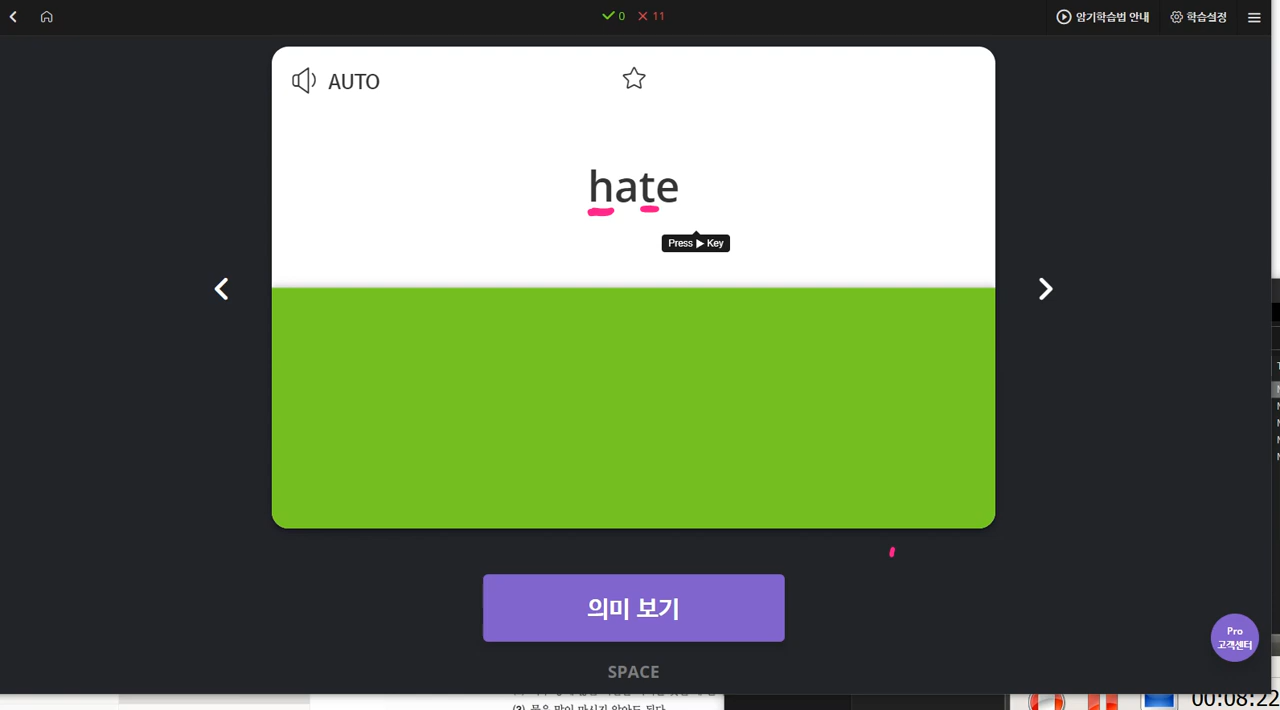 0 11 암기학습법 안내 학습설정
AUTO
hate
Press ▶ Key
의미 보기
Pro
고객센터
SPACE
00:08:22